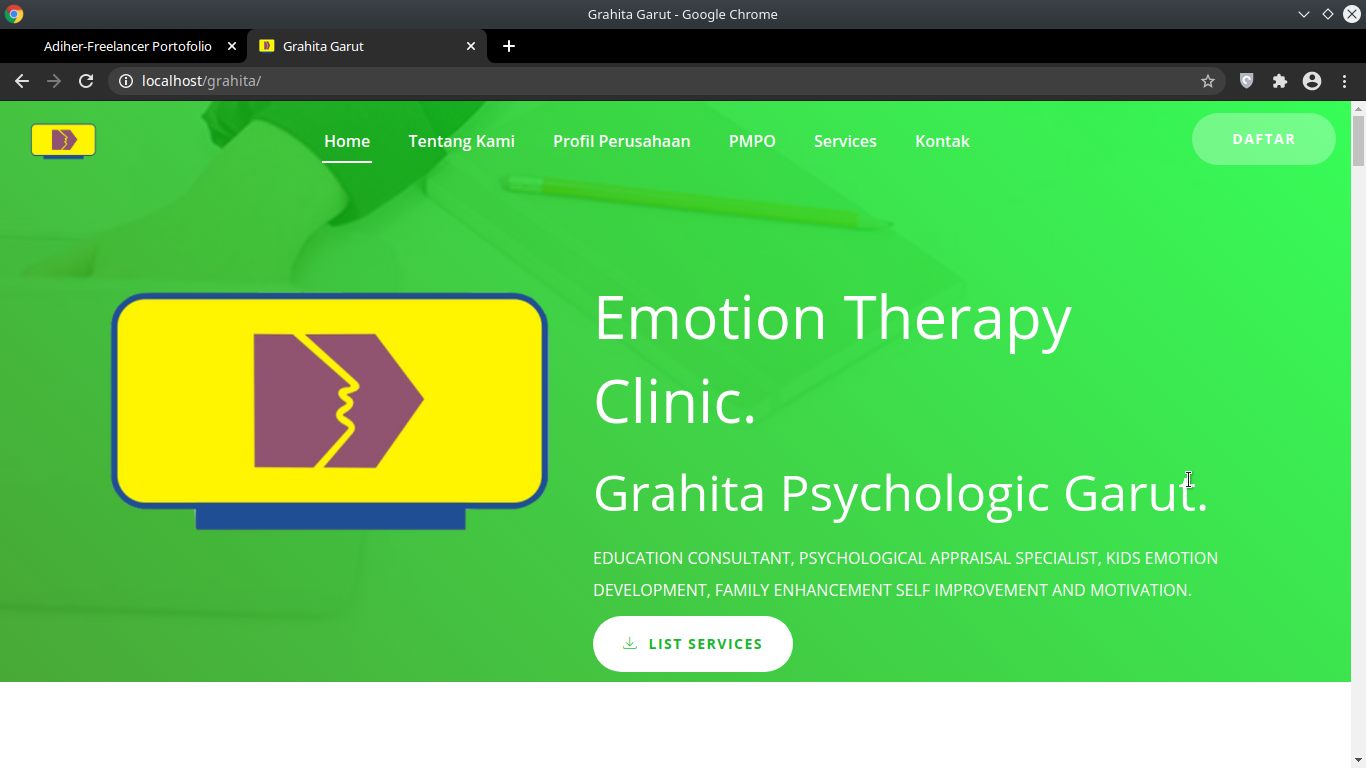 Grahita Garut - Google Chrome
Adiher-Freelancer Portofolio
Grahita Garut
localhost/grahita/
Home Tentang Kami Profil Perusahaan PMPO Services Kontak DAFTAR
Emotion Therapy
Clinic.
Grahita Psychologic Garut.
EDUCATION CONSULTANT, PSYCHOLOGICAL APPRAISAL SPECIALIST, KIDS EMOTION
DEVELOPMENT, FAMILY ENHANCEMENT SELF IMPROVEMENT AND MOTIVATION.
LIST SERVICES